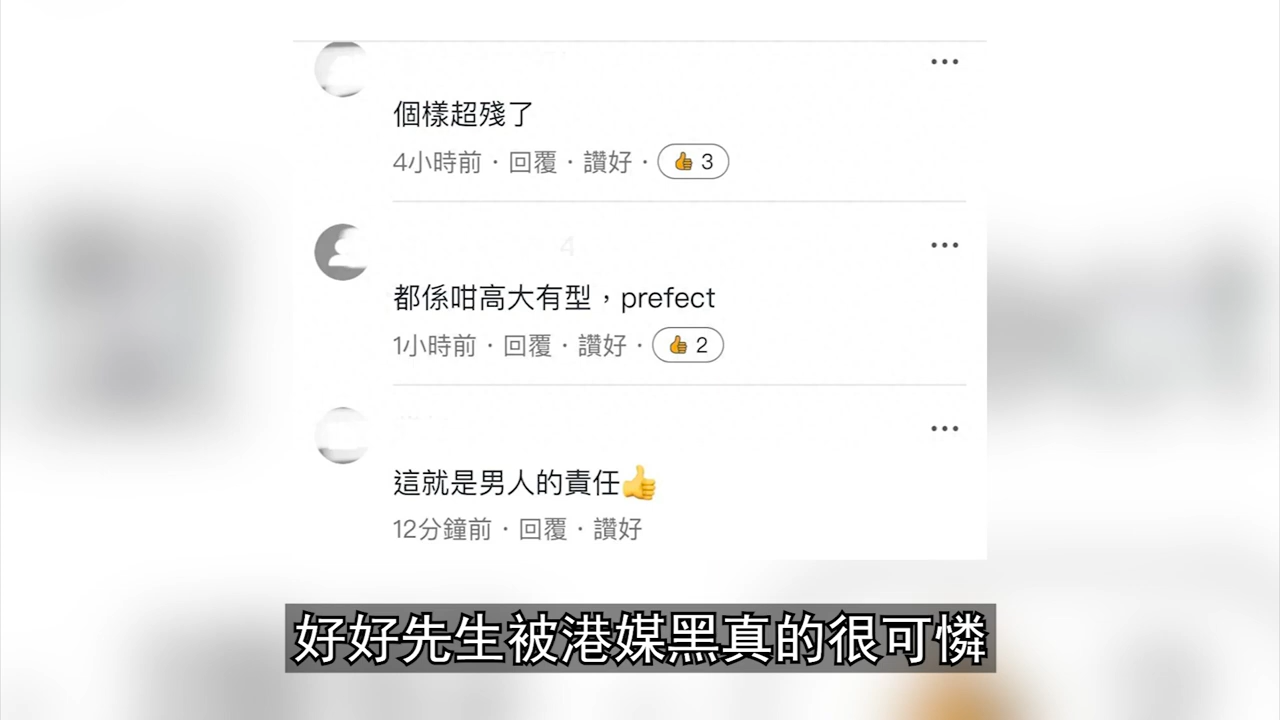 個樣超殘了
4小時前·回覆·讚好·👍 3
4
都係咁高大有型，prefect
1小時前·回覆·讚好·👍 2
這就是男人的責任👍
12分鐘前·回覆·讚好
好好先生被港媒黑真的很可憐